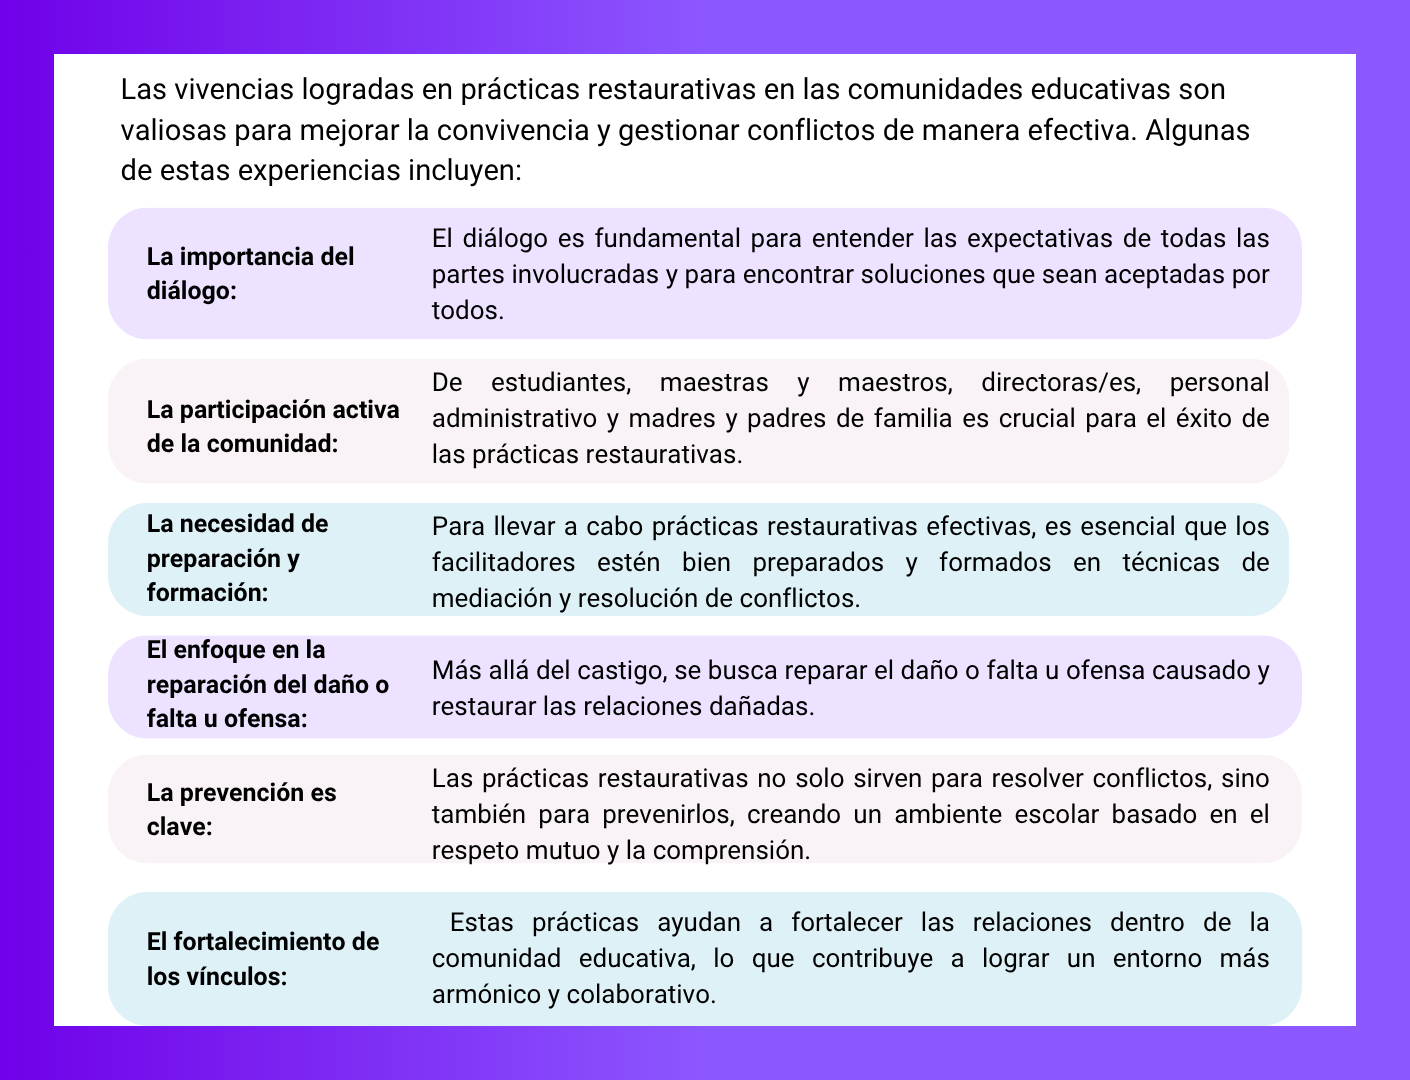 Las vivencias logradas en prácticas restaurativas en las comunidades educativas son
valiosas para mejorar la convivencia y gestionar conflictos de manera efectiva. Algunas
de estas experiencias incluyen:
La importancia del
diálogo:
El diálogo es fundamental para entender las expectativas de todas las
partes involucradas y para encontrar soluciones que sean aceptadas por
todos.
La participación activa
de la comunidad:
De estudiantes, maestras y maestros, directoras/es, personal
administrativo y madres y padres de familia es crucial para el éxito de
las prácticas restaurativas.
La necesidad de
preparación y
formación:
Para llevar a cabo prácticas restaurativas efectivas, es esencial que los
facilitadores estén bien preparados y formados en técnicas de
mediación y resolución de conflictos.
El enfoque en la
reparación del daño o
falta u ofensa:
Más allá del castigo, se busca reparar el daño o falta u ofensa causado y
restaurar las relaciones dañadas.
La prevención es
clave:
Las prácticas restaurativas no solo sirven para resolver conflictos, sino
también para prevenirlos, creando un ambiente escolar basado en el
respeto mutuo y la comprensión.
El fortalecimiento de
los vínculos:
Estas prácticas ayudan a fortalecer las relaciones dentro de la
comunidad educativa, lo que contribuye a lograr un entorno más
armónico y colaborativo.